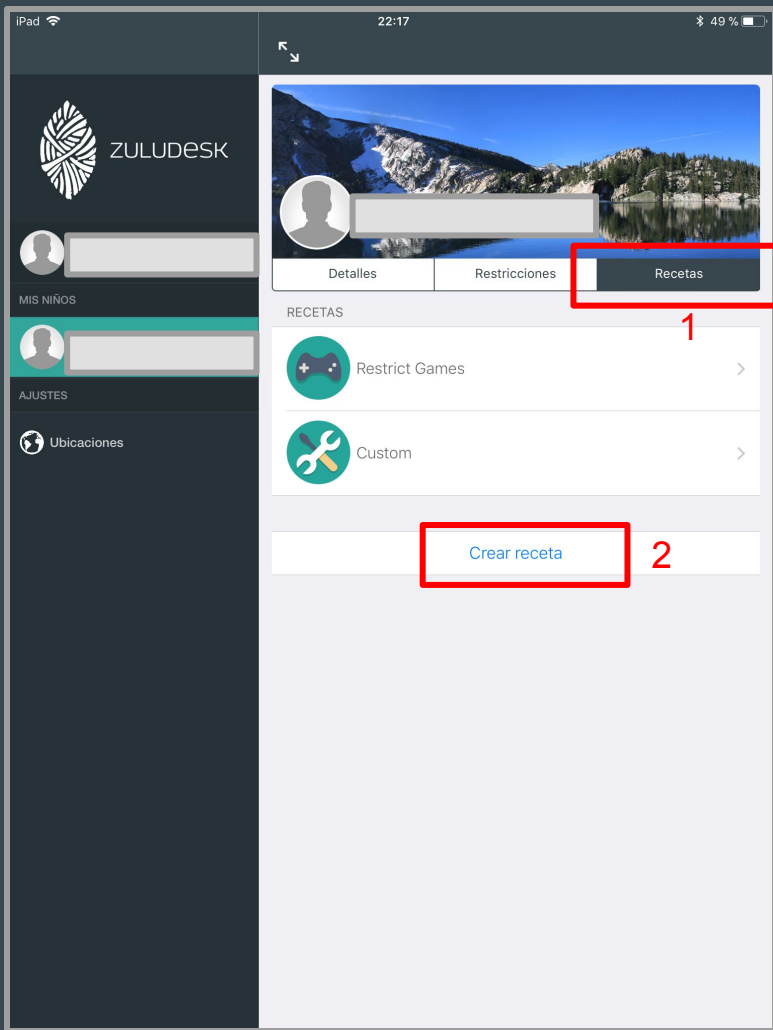 iPad 22:17 49 %
ZULUDESK
Detalles Restricciones Recetas
1
MIS NIÑOS
RECETAS
Restrict Games
AJUSTES
Ubicaciones
Custom
Crear receta 2